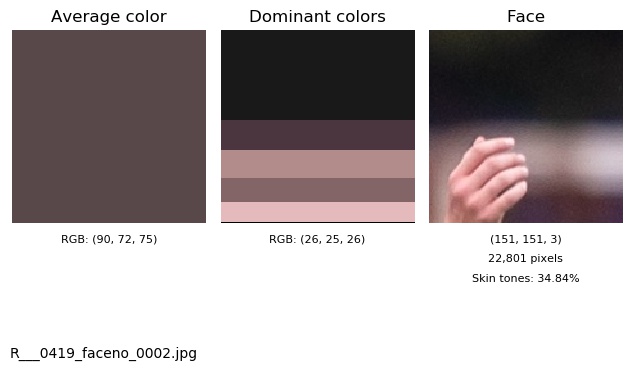 Average color
Dominant colors
Face
RGB: (90, 72, 75)
RGB: (26, 25, 26)
(151, 151, 3)
22,801 pixels
Skin tones: 34.84%
R___0419_faceno_0002.jpg